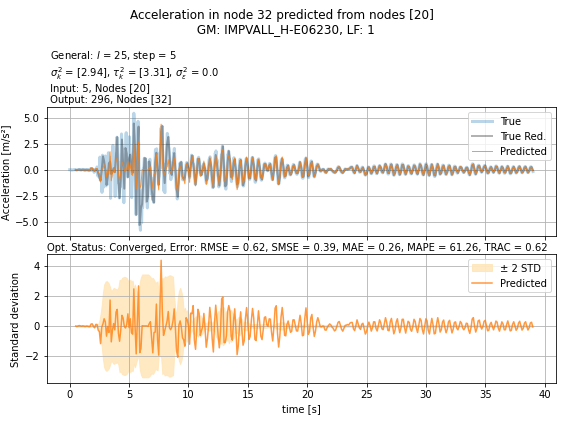 Acceleration in node 32 predicted from nodes [20]
GM: IMPVALL_H-E06230, LF: 1
General: l = 25, step = 5
σ²ₖ = [2.94], τ²ₖ = [3.31], σ²ε = 0.0
Input: 5, Nodes [20]
Output: 296, Nodes [32]
Acceleration [m/s²]
5.0
2.5
0.0
−2.5
−5.0
True
True Red.
Predicted
Opt. Status: Converged, Error: RMSE = 0.62, SMSE = 0.39, MAE = 0.26, MAPE = 61.26, TRAC = 0.62
Standard deviation
4
2
0
−2
± 2 STD
Predicted
0 5 10 15 20 25 30 35 40
time [s]